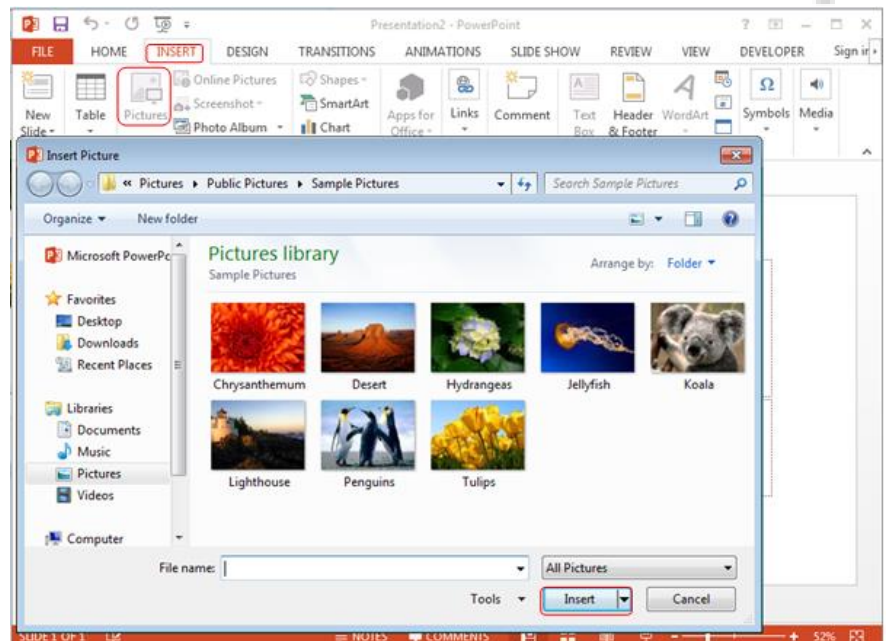 Presentation2 - PowerPoint
FILE HOME INSERT DESIGN TRANSITIONS ANIMATIONS SLIDE SHOW REVIEW VIEW DEVELOPER Sign in
New Slide
Table
Pictures
Online Pictures
Screenshot
Photo Album
Shapes
SmartArt
Chart
Apps for Office
Links
Comment
Text Box
Header & Footer
WordArt
Symbols
Media
Insert Picture
« Pictures Public Pictures Sample Pictures
Search Sample Pictures
Organize New folder
Microsoft PowerPo
Favorites
Desktop
Downloads
Recent Places
Libraries
Documents
Music
Pictures
Videos
Computer
Pictures library
Sample Pictures
Arrange by: Folder
Chrysanthemum Desert Hydrangeas Jellyfish Koala
Lighthouse Penguins Tulips
File name: All Pictures
Tools Insert Cancel
SLIDE 1 OF 1 NOTES COMMENTS 52%